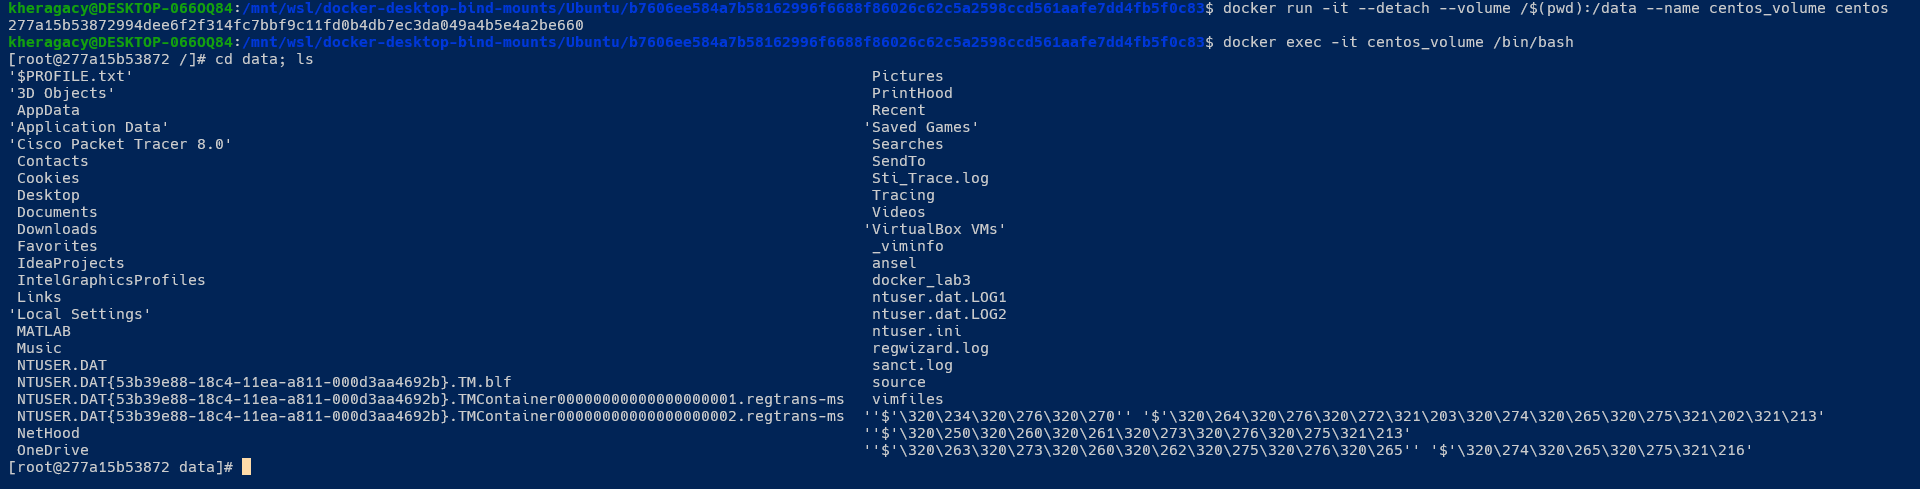 kheragacy@DESKTOP-066OQ84:/mnt/wsl/docker-desktop-bind-mounts/Ubuntu/b7606ee584a7b58162996f6688f86026c62c5a2598ccd561aafe7dd4fb5f0c83$ docker run -it --detach --volume /$(pwd):/data --name centos_volume centos
277a15b53872994dee6f2f314fc7bbf9c11fd0b4db7ec3da049a4b5e4a2be660
kheragacy@DESKTOP-066OQ84:/mnt/wsl/docker-desktop-bind-mounts/Ubuntu/b7606ee584a7b58162996f6688f86026c62c5a2598ccd561aafe7dd4fb5f0c83$ docker exec -it centos_volume /bin/bash
[root@277a15b53872 /]# cd data; ls
'$PROFILE.txt' Pictures
'3D Objects' PrintHood
AppData Recent
'Application Data' 'Saved Games'
'Cisco Packet Tracer 8.0' Searches
Contacts SendTo
Cookies Sti_Trace.log
Desktop Tracing
Documents Videos
Downloads 'VirtualBox VMs'
Favorites _viminfo
IdeaProjects ansel
IntelGraphicsProfiles docker_lab3
Links ntuser.dat.LOG1
'Local Settings' ntuser.dat.LOG2
MATLAB ntuser.ini
Music regwizard.log
NTUSER.DAT sanct.log
NTUSER.DAT{53b39e88-18c4-11ea-a811-000d3aa4692b}.TM.blf source
NTUSER.DAT{53b39e88-18c4-11ea-a811-000d3aa4692b}.TMContainer00000000000000000001.regtrans-ms vimfiles
NTUSER.DAT{53b39e88-18c4-11ea-a811-000d3aa4692b}.TMContainer00000000000000000002.regtrans-ms ''$'\320\234\320\276\320\270'' '$'\320\264\320\276\320\272\321\203\320\274\320\265\320\275\321\202\321\213'
NetHood ''$'\320\250\320\260\320\261\320\273\320\276\320\275\321\213'
OneDrive ''$'\320\263\320\273\320\260\320\262\320\275\320\276\320\265'' '$'\320\274\320\265\320\275\321\216'
[root@277a15b53872 data]#